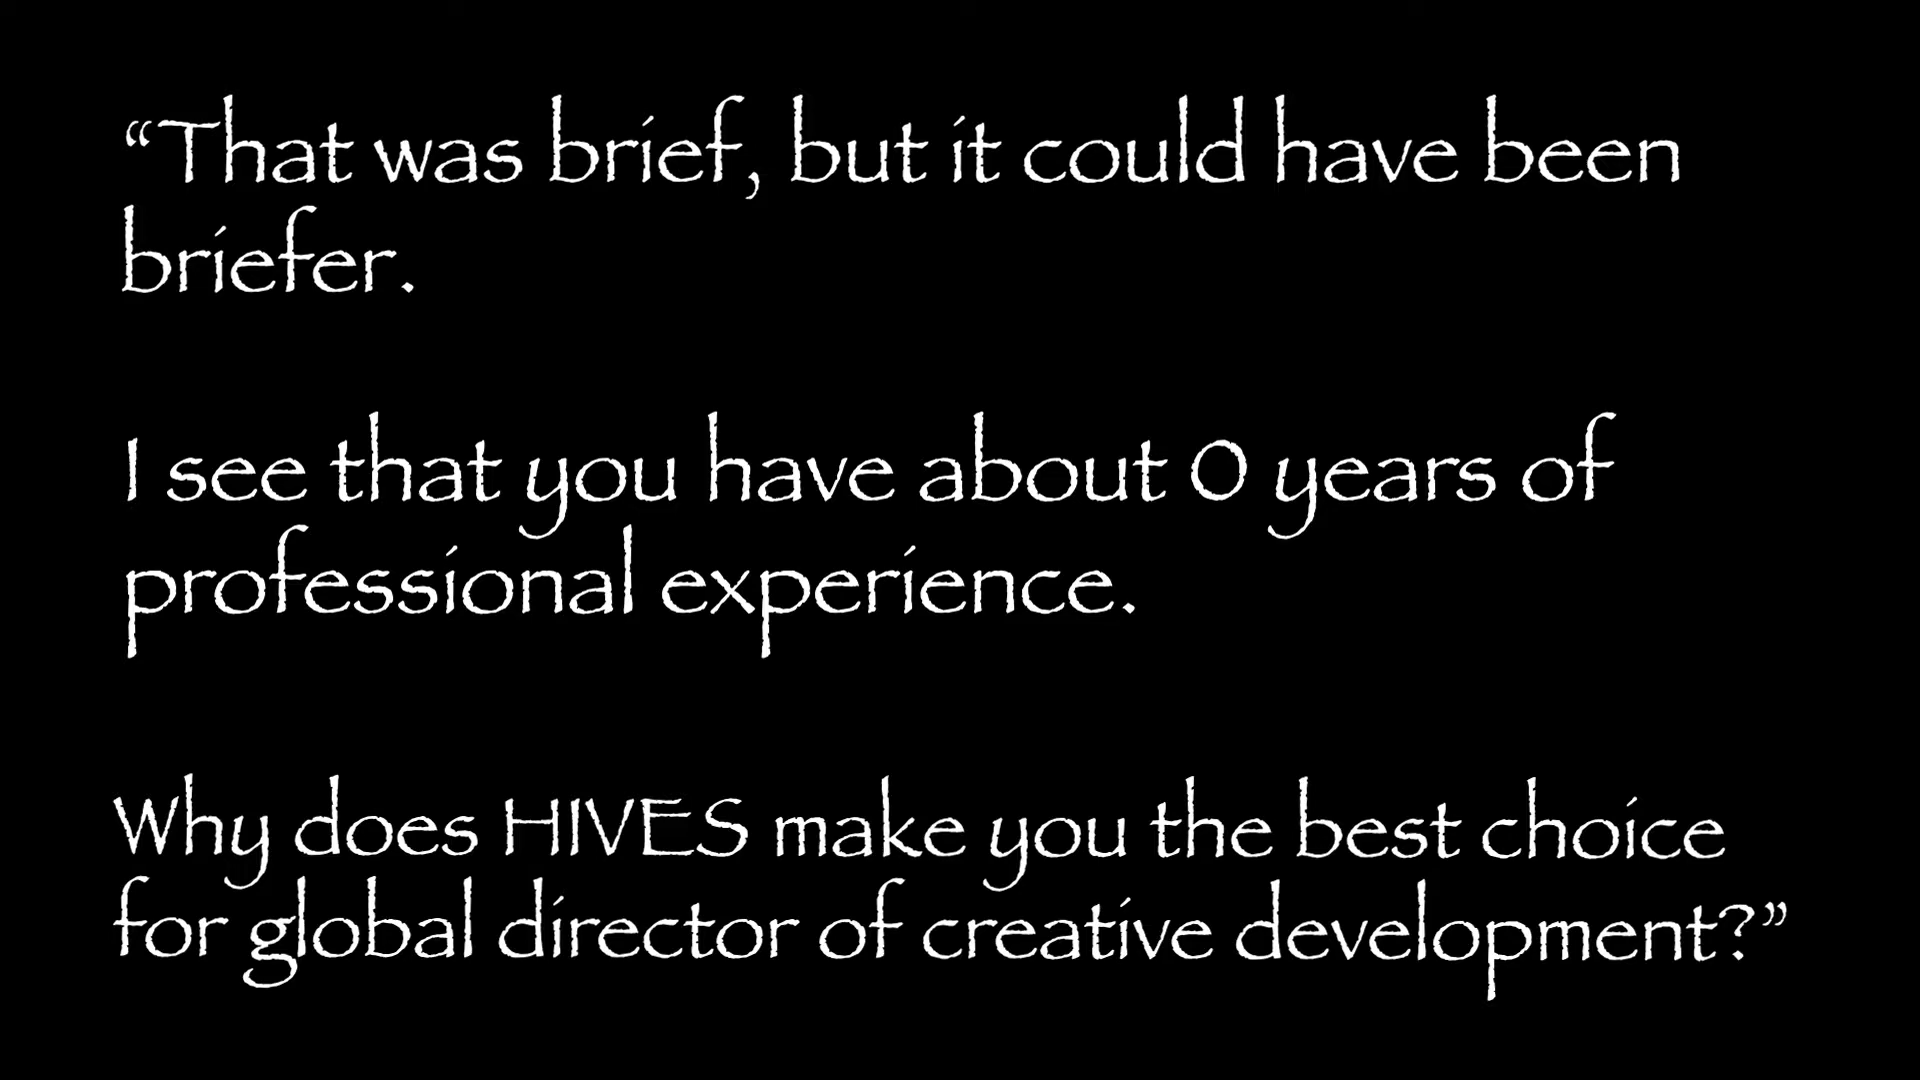 “That was brief, but it could have been
briefer.
I see that you have about 0 years of
professional experience.
Why does HIVES make you the best choice
for global director of creative development?”